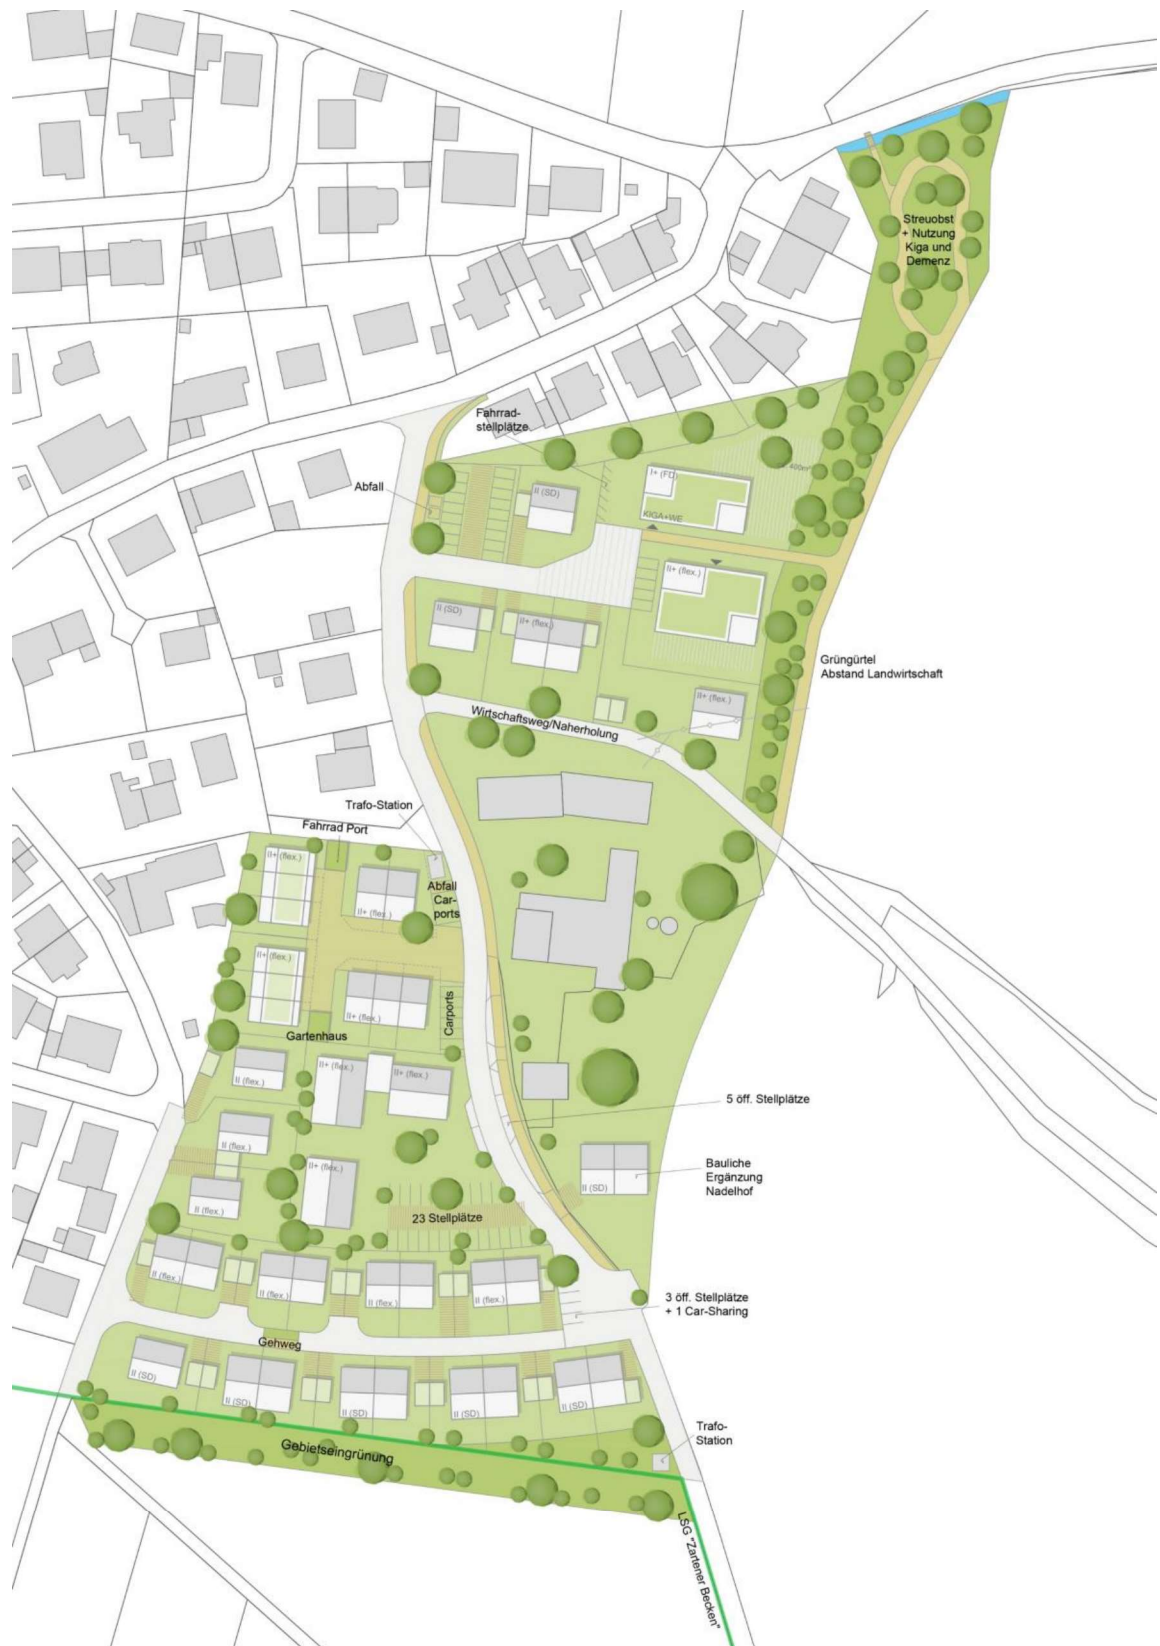 Streuobst
+ Nutzung
Kiga und
Demenz
Fahrrad-
stellplätze
Abfall
I+ (FD)
400m²
II (SD)
KIGA+WE
II+ (flex.)
II (SD)
II+ (flex.)
Grüngürtel
Abstand Landwirtschaft
II+ (flex.)
Wirtschaftsweg/Naherholung
Trafo-Station
Fahrrad Port
II+ (flex.)
Abfall
Car-
ports
II+ (flex.)
II+ (flex.)
Carports
II+ (flex.)
Gartenhaus
II (flex.)
II+ (flex.)
II+ (flex.)
5 öff. Stellplätze
II (flex.)
II+ (flex.)
Bauliche
Ergänzung
Nadelhof
II (SD)
II (flex.)
23 Stellplätze
II (flex.)
II (flex.)
II (flex.)
II (flex.)
3 öff. Stellplätze
+ 1 Car-Sharing
Gehweg
II (SD)
II (SD)
II (SD)
II (SD)
II (SD)
Trafo-
Station
Gebietseingrünung
LSG "Zartener Becken"